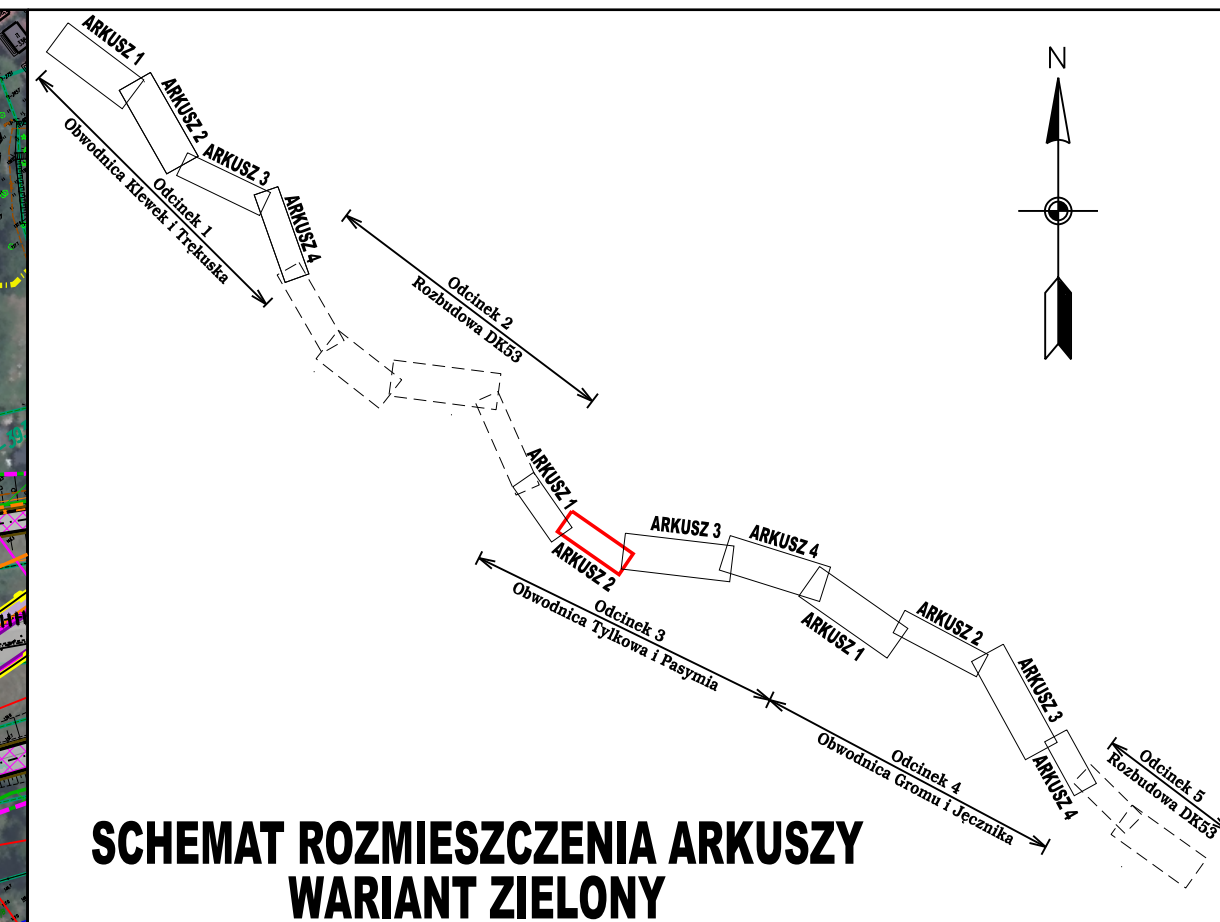 ARKUSZ 1
ARKUSZ 2
ARKUSZ 3
ARKUSZ 4
Odcinek 1
Obwodnica Klewek i Trękuska
N
Odcinek 2
Rozbudowa DK53
ARKUSZ 1
ARKUSZ 2
ARKUSZ 3
ARKUSZ 4
Odcinek 3
Obwodnica Tylkowa i Pasymia
ARKUSZ 1
ARKUSZ 2
ARKUSZ 3
ARKUSZ 4
Odcinek 4
Obwodnica Gromu i Jęcznika
Odcinek 5
Rozbudowa DK53
SCHEMAT ROZMIESZCZENIA ARKUSZY
WARIANT ZIELONY